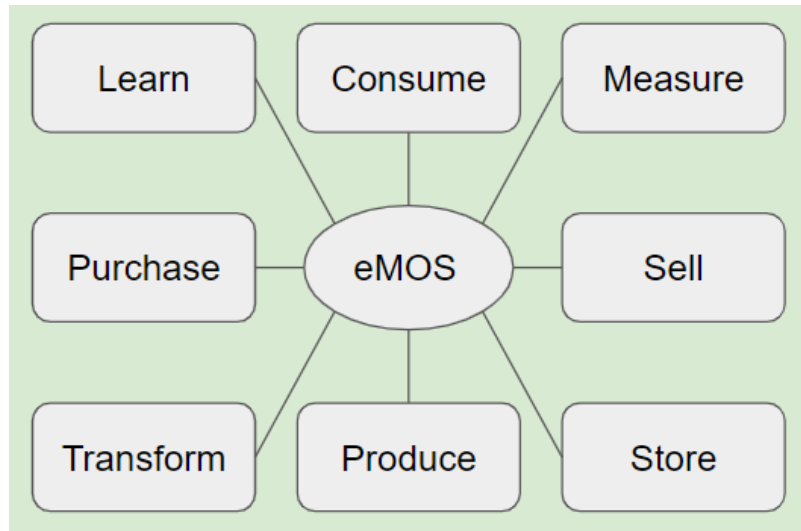 Learn
Consume
Measure
Purchase
eMOS
Sell
Transform
Produce
Store